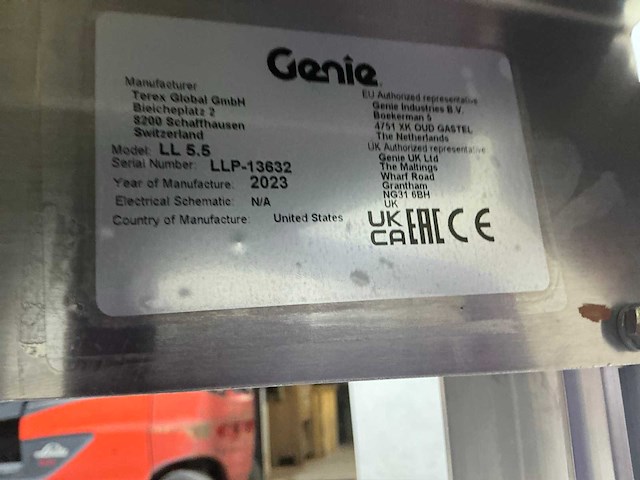 Genie
Manufacturer
Terex Global GmbH
Bleicheplatz 2
8200 Schaffhausen
Switzerland
Model: LL 5.5
Serial Number: LLP-13632
Year of Manufacture: 2023
Electrical Schematic: N/A
Country of Manufacture: United States
EU Authorized representative
Genie Industries B.V.
Boekerman 5
4751 XK OUD GASTEL
The Netherlands
UK Authorized representative
Genie UK Ltd
The Maltings
Wharf Road
Grantham
NG31 6BH
UK
UK
CA EAC CE